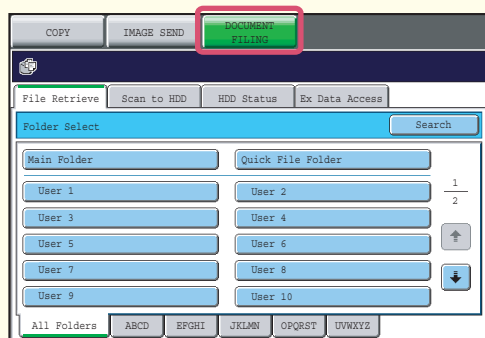 COPY
IMAGE SEND
DOCUMENT
FILING
File Retrieve
Scan to HDD
HDD Status
Ex Data Access
Folder Select
Search
Main Folder
Quick File Folder
User 1
User 2
1
2
User 3
User 4
User 5
User 6
User 7
User 8
User 9
User 10
All Folders
ABCD
EFGHI
JKLMN
OPQRST
UVWXYZ